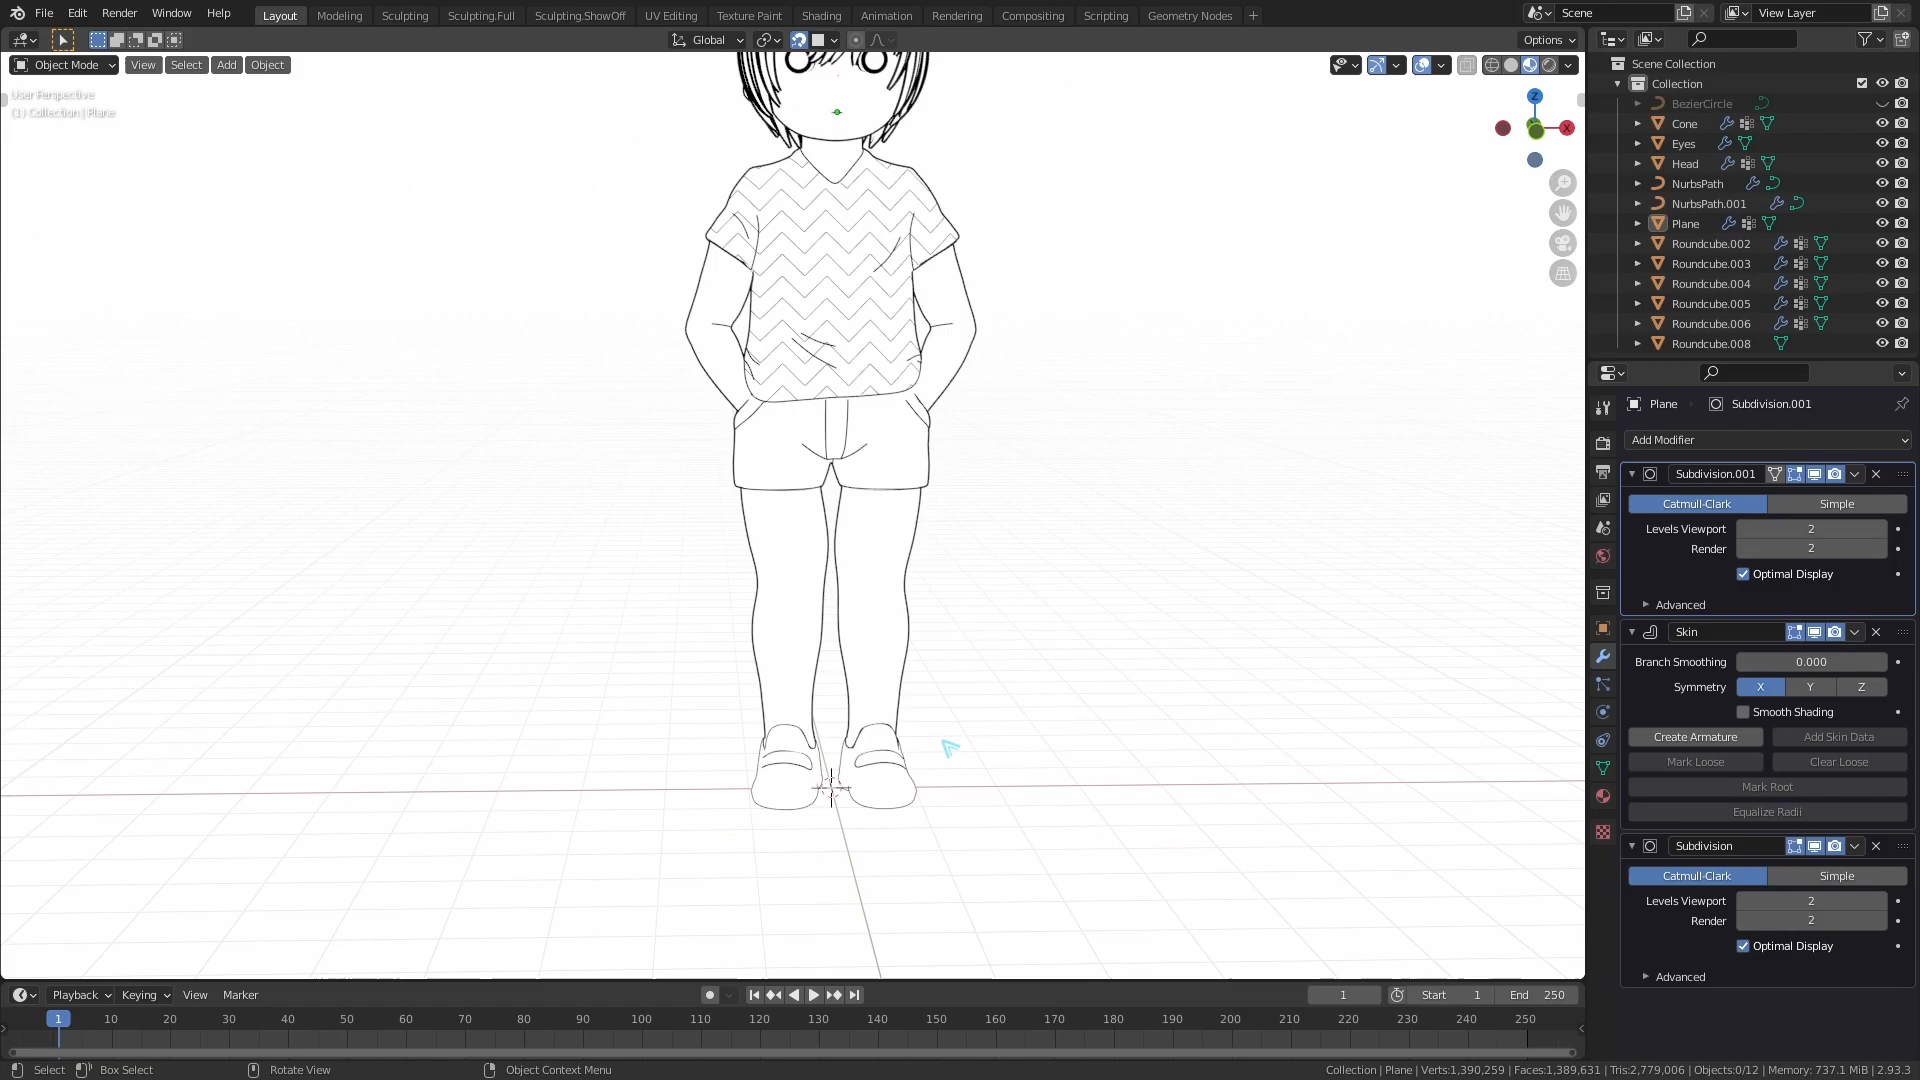 File Edit Render Window Help Layout Modeling Sculpting Sculpting.Full Sculpting.ShowOff UV Editing Texture Paint Shading Animation Rendering Compositing Scripting Geometry Nodes + Scene View Layer
Global Options
Object Mode View Select Add Object
User Perspective
(1) Collection | Plane
Z
X
Scene Collection
Collection
BezierCircle
Cone
Eyes
Head
NurbsPath
NurbsPath.001
Plane
Roundcube.002
Roundcube.003
Roundcube.004
Roundcube.005
Roundcube.006
Roundcube.008
Plane Subdivision.001
Add Modifier
Subdivision.001
Catmull-Clark Simple
Levels Viewport 2
Render 2
Optimal Display
Advanced
Skin
Branch Smoothing 0.000
Symmetry X Y Z
Smooth Shading
Create Armature Add Skin Data
Mark Loose Clear Loose
Mark Root
Equalize Radii
Subdivision
Catmull-Clark Simple
Levels Viewport 2
Render 2
Optimal Display
Advanced
Playback Keying View Marker 1 Start 1 End 250
1 10 20 30 40 50 60 70 80 90 100 110 120 130 140 150 160 170 180 190 200 210 220 230 240 250
Select Box Select Rotate View Object Context Menu Collection | Plane | Verts:1,390,259 | Faces:1,389,631 | Tris:2,779,006 | Objects:0/12 | Memory: 737.1 MiB | 2.93.3